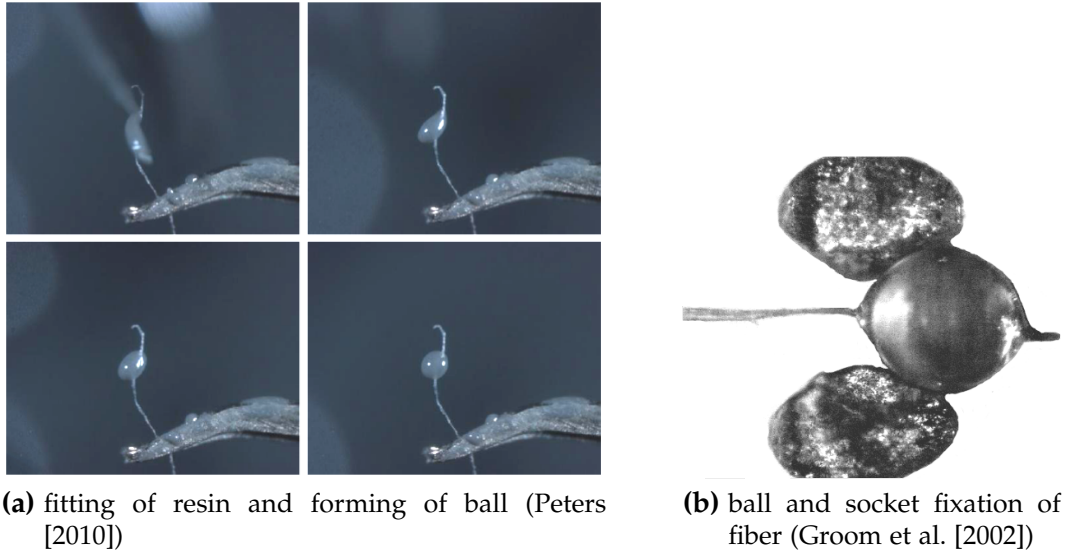 (a) fitting of resin and forming of ball (Peters
[2010])
(b) ball and socket fixation of
fiber (Groom et al. [2002])